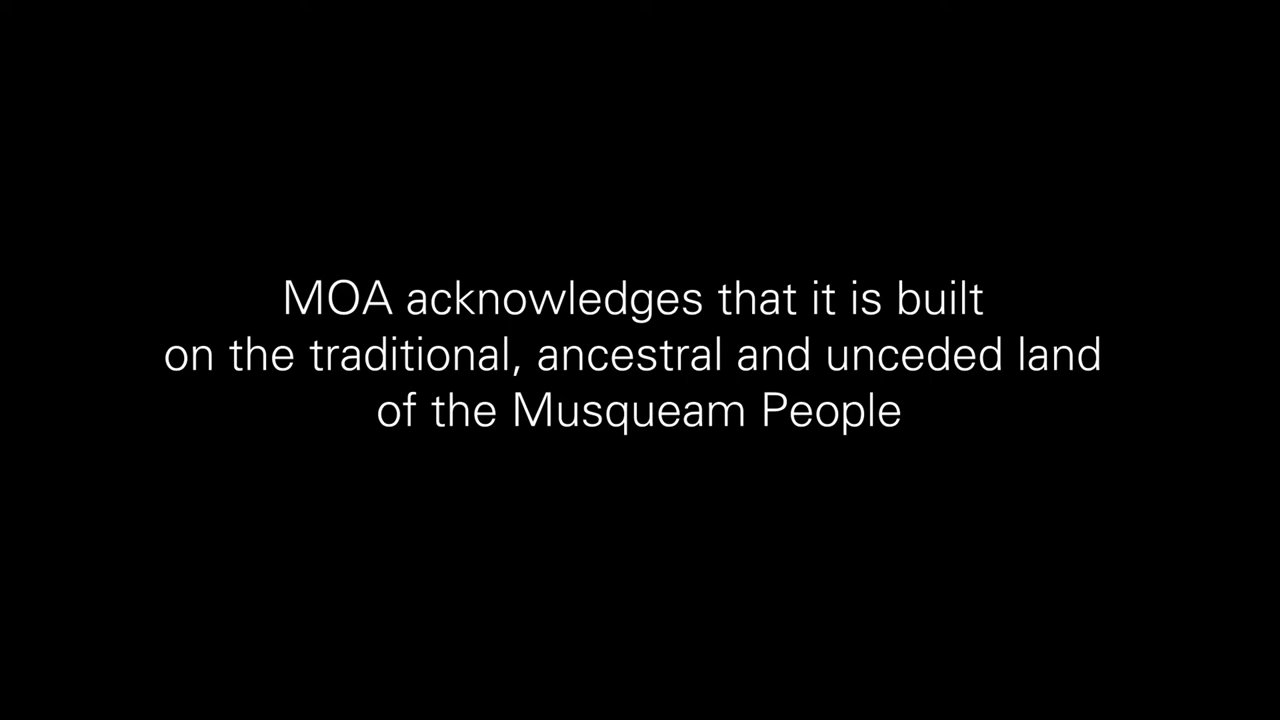 MOA acknowledges that it is built
on the traditional, ancestral and unceded land
of the Musqueam People